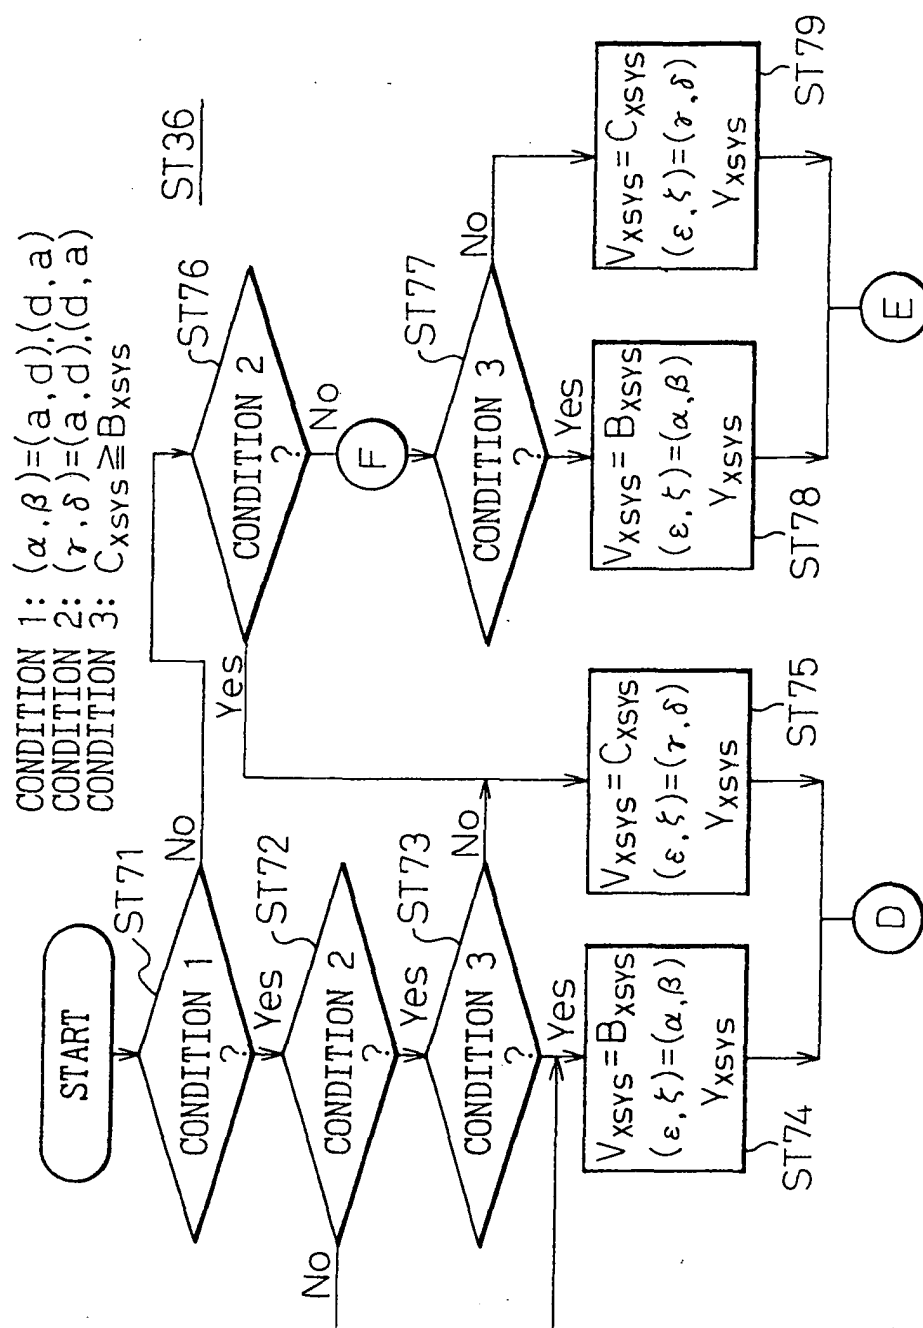 CONDITION 1: (α,β)=(a,d),(d,a)
CONDITION 2: (γ,δ)=(a,d),(d,a)
CONDITION 3: CXSYS≧BXSYS
ST36
START
ST71
CONDITION 1
?
No
Yes
ST72
CONDITION 2
?
No
Yes
ST73
CONDITION 3
?
No
Yes
VXSYS=BXSYS
(ε,ζ)=(α,β)
YXSYS
ST74
VXSYS=CXSYS
(ε,ζ)=(γ,δ)
YXSYS
ST75
D
ST76
CONDITION 2
?
Yes
No
F
ST77
CONDITION 3
?
No
Yes
VXSYS=BXSYS
(ε,ζ)=(α,β)
YXSYS
ST78
VXSYS=CXSYS
(ε,ζ)=(γ,δ)
YXSYS
ST79
E